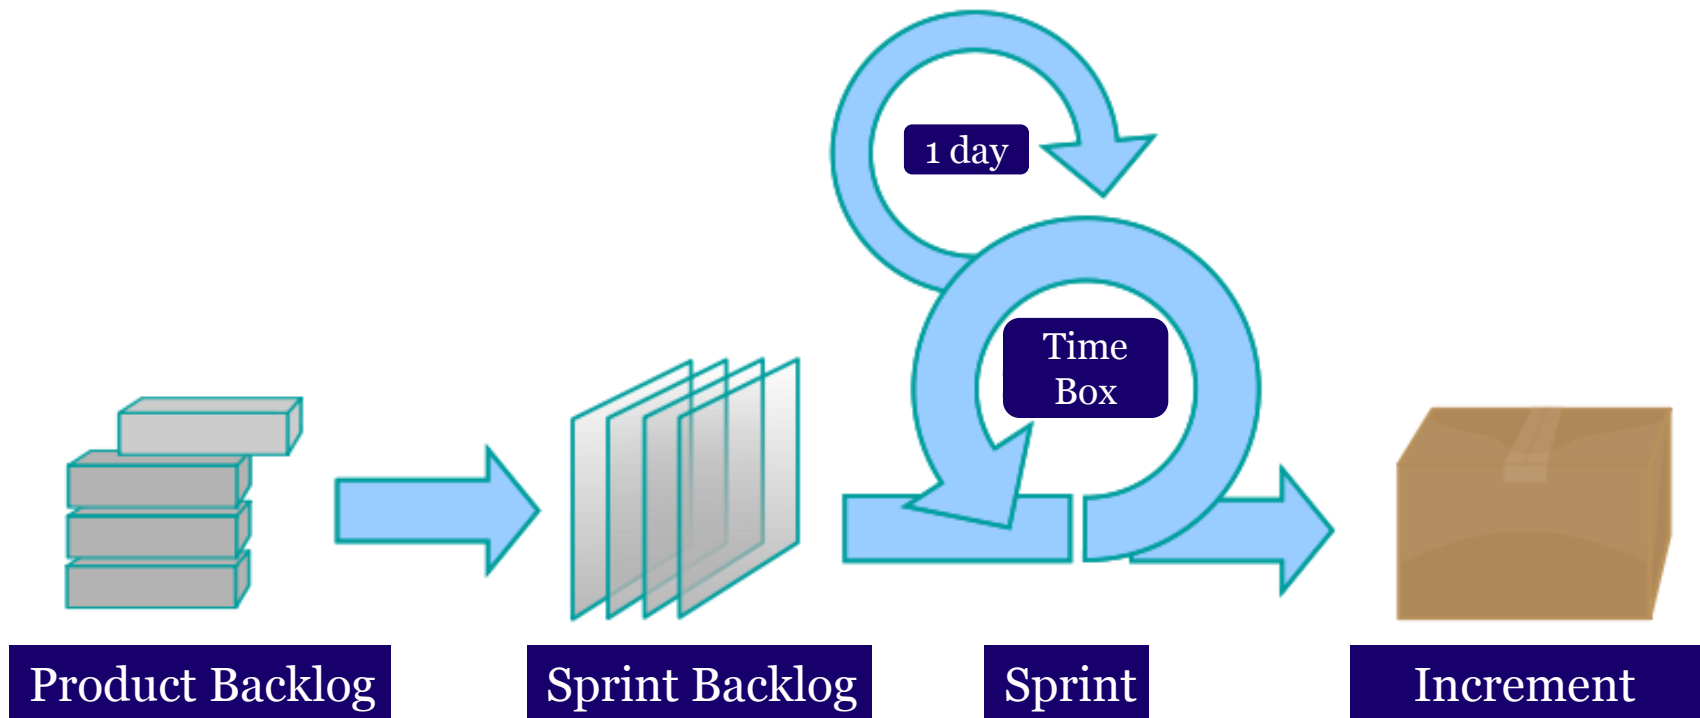 1 day
Time
Box
Product Backlog
Sprint Backlog
Sprint
Increment